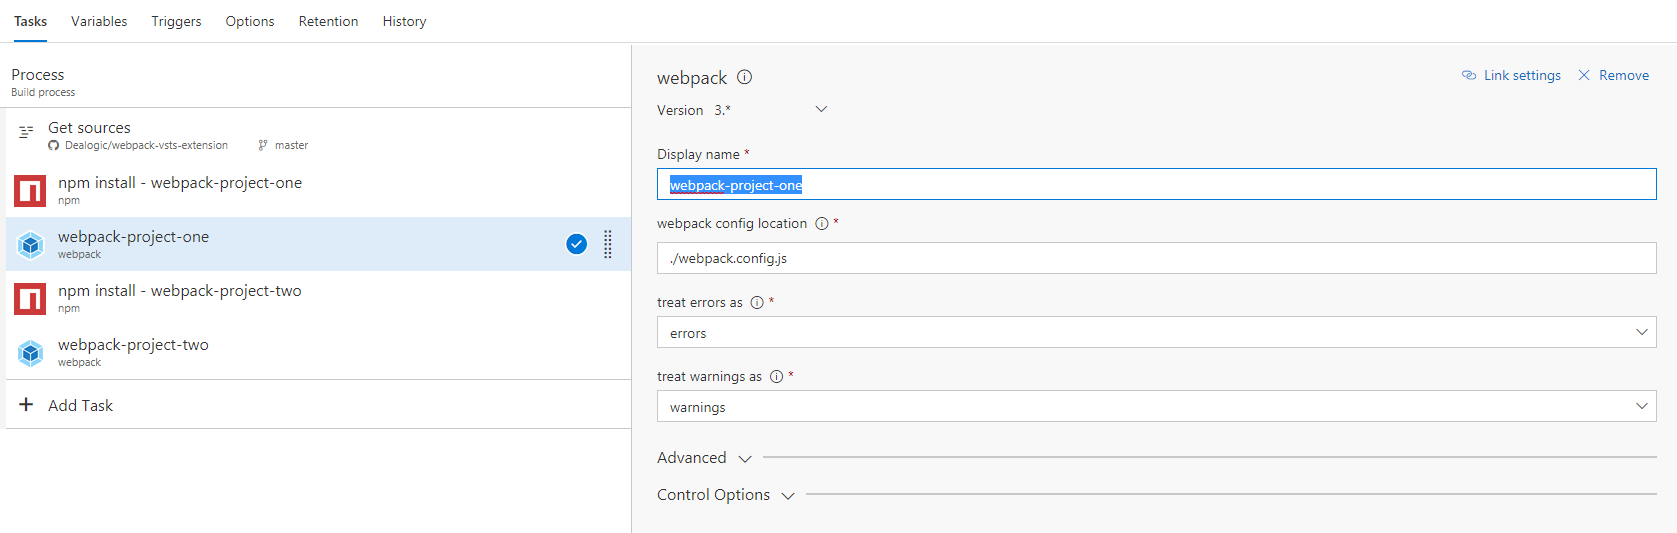 Tasks Variables Triggers Options Retention History
Process
Build process
Get sources
Dealogic/webpack-vsts-extension master
npm install - webpack-project-one
npm
webpack-project-one
webpack
npm install - webpack-project-two
npm
webpack-project-two
webpack
Add Task
webpack
Link settings Remove
Version 3.*
Display name *
webpack-project-one
webpack config location *
./webpack.config.js
treat errors as *
errors
treat warnings as *
warnings
Advanced
Control Options